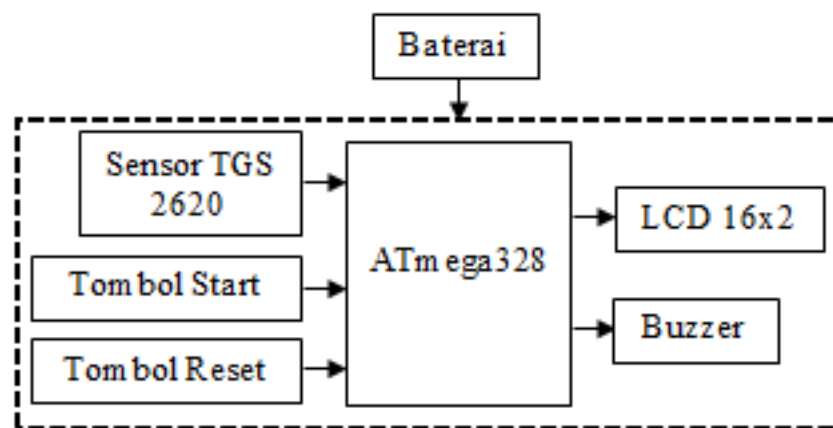 Baterai
Sensor TGS
2620
Tombol Start
Tombol Reset
ATmega328
LCD 16x2
Buzzer